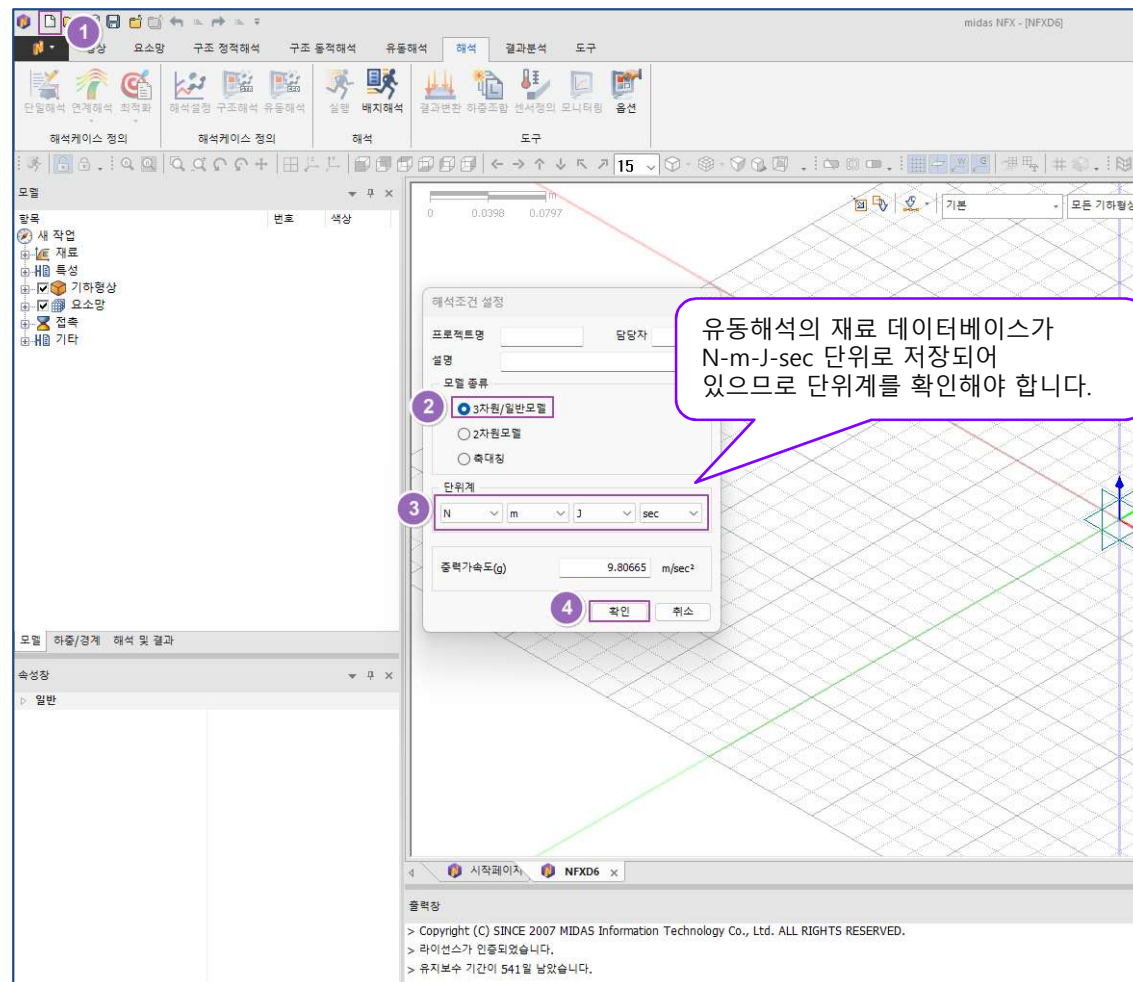 1
midas NFX - [NFXD6]
요소망 구조 정적해석 구조 동적해석 유동해석 해석 결과분석 도구
단일해석 연계해석 최적화 해석설정 구조해석 유동해석 실행 배치해석 결과변환 하중조합 센서정의 모니터링 옵션
해석케이스 정의 해석케이스 정의 해석 도구
15
모델
항목 번호 색상
새 작업
재료
특성
기하형상
요소망
접촉
기타
m
0 0.0398 0.0797
기본 모든 기하형상
해석조건 설정
프로젝트명 담당자
설명
모델 종류
2 3차원/일반모델
2차원모델
축대칭
단위계
3 N m J sec
중력가속도(g) 9.80665 m/sec²
4 확인 취소
유동해석의 재료 데이터베이스가
N-m-J-sec 단위로 저장되어
있으므로 단위계를 확인해야 합니다.
모델 하중/경계 해석 및 결과
속성창
일반
시작페이지 NFXD6
출력창
> Copyright (C) SINCE 2007 MIDAS Information Technology Co., Ltd. ALL RIGHTS RESERVED.
> 라이선스가 인증되었습니다.
> 유지보수 기간이 541일 남았습니다.